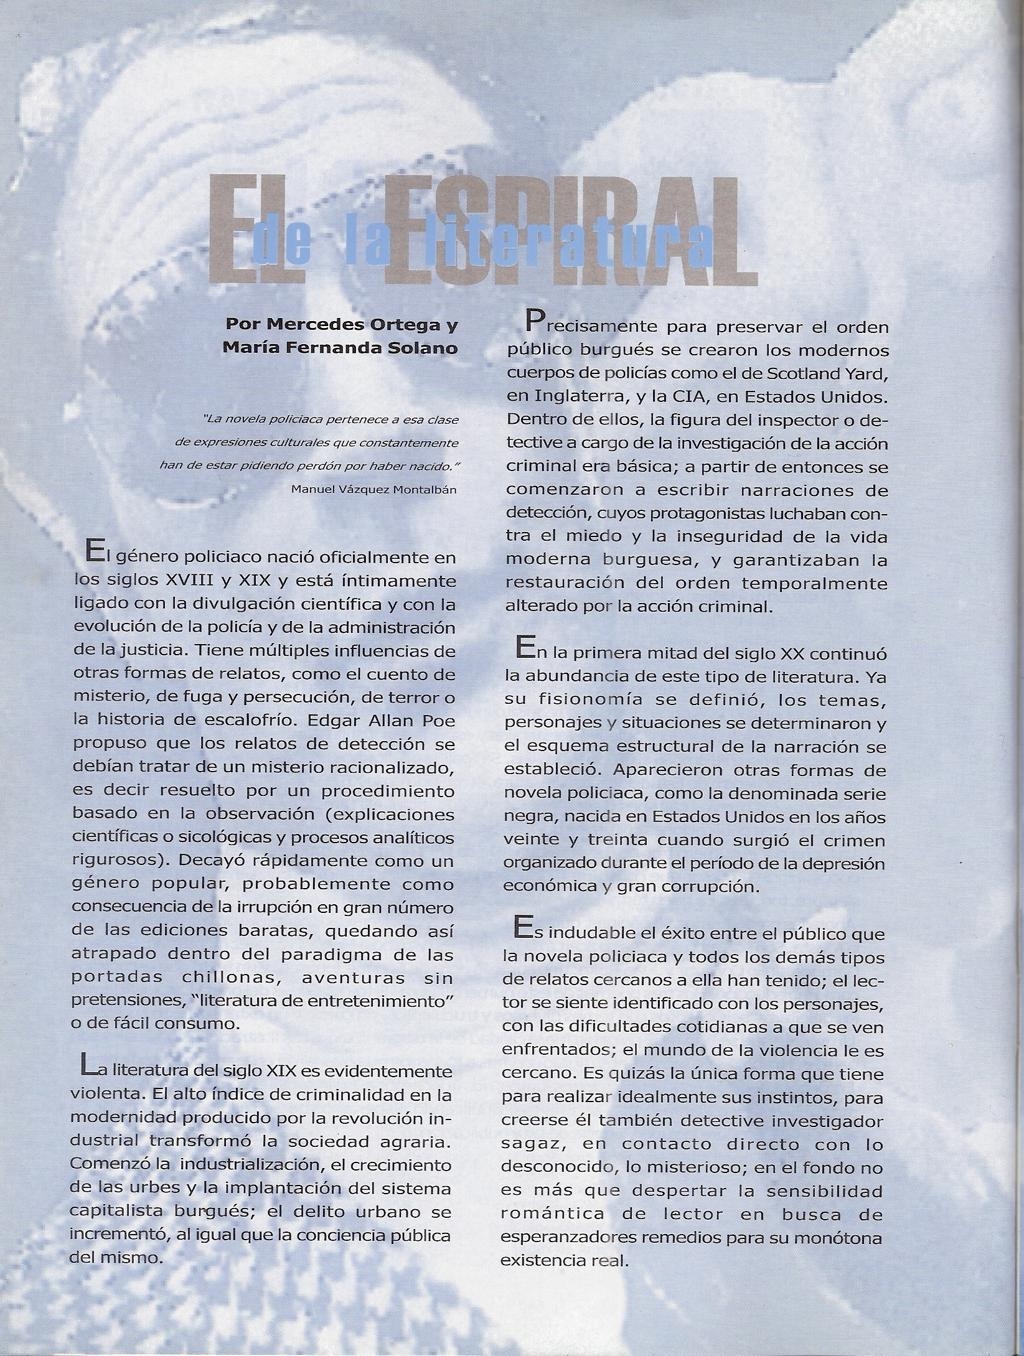 EL ESPIRAL
de la literatura
Por Mercedes Ortega y
María Fernanda Solano
"La novela policiaca pertenece a esa clase
de expresiones culturales que constantemente
han de estar pidiendo perdón por haber nacido."
Manuel Vázquez Montalbán
El género policiaco nació oficialmente en
los siglos XVIII y XIX y está íntimamente
ligado con la divulgación científica y con la
evolución de la policía y de la administración
de la justicia. Tiene múltiples influencias de
otras formas de relatos, como el cuento de
misterio, de fuga y persecución, de terror o
la historia de escalofrío. Edgar Allan Poe
propuso que los relatos de detección se
debían tratar de un misterio racionalizado,
es decir resuelto por un procedimiento
basado en la observación (explicaciones
científicas o sicológicas y procesos analíticos
rigurosos). Decayó rápidamente como un
género popular, probablemente como
consecuencia de la irrupción en gran número
de las ediciones baratas, quedando así
atrapado dentro del paradigma de las
portadas chillonas, aventuras sin
pretensiones, "literatura de entretenimiento"
o de fácil consumo.
La literatura del siglo XIX es evidentemente
violenta. El alto índice de criminalidad en la
modernidad producido por la revolución in-
dustrial transformó la sociedad agraria.
Comenzó la industrialización, el crecimiento
de las urbes y la implantación del sistema
capitalista burgués; el delito urbano se
incrementó, al igual que la conciencia pública
del mismo.
Precisamente para preservar el orden
público burgués se crearon los modernos
cuerpos de policías como el de Scotland Yard,
en Inglaterra, y la CIA, en Estados Unidos.
Dentro de ellos, la figura del inspector o de-
tective a cargo de la investigación de la acción
criminal era básica; a partir de entonces se
comenzaron a escribir narraciones de
detección, cuyos protagonistas luchaban con-
tra el miedo y la inseguridad de la vida
moderna burguesa, y garantizaban la
restauración del orden temporalmente
alterado por la acción criminal.
En la primera mitad del siglo XX continuó
la abundancia de este tipo de literatura. Ya
su fisionomía se definió, los temas,
personajes y situaciones se determinaron y
el esquema estructural de la narración se
estableció. Aparecieron otras formas de
novela policiaca, como la denominada serie
negra, nacida en Estados Unidos en los años
veinte y treinta cuando surgió el crimen
organizado durante el período de la depresión
económica y gran corrupción.
Es indudable el éxito entre el público que
la novela policiaca y todos los demás tipos
de relatos cercanos a ella han tenido; el lec-
tor se siente identificado con los personajes,
con las dificultades cotidianas a que se ven
enfrentados; el mundo de la violencia le es
cercano. Es quizás la única forma que tiene
para realizar idealmente sus instintos, para
creerse él también detective investigador
sagaz, en contacto directo con lo
desconocido, lo misterioso; en el fondo no
es más que despertar la sensibilidad
romántica de lector en busca de
esperanzadores remedios para su monótona
existencia real.